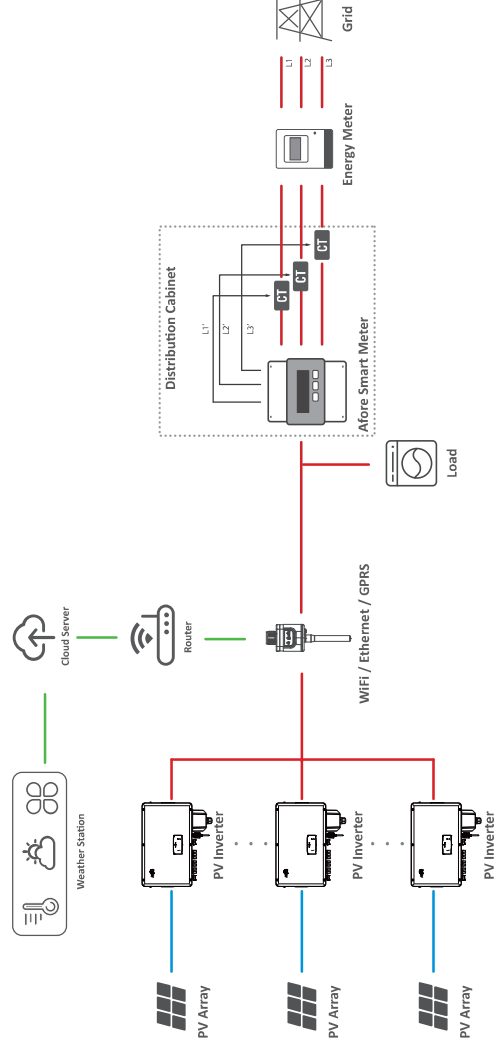 Weather Station
Cloud Server
Router
Distribution Cabinet
L1'
L2'
L3'
PV Array
PV Inverter
CT
CT
CT
L1
L2
L3
PV Array
PV Inverter
WiFi / Ethernet / GPRS
Afore Smart Meter
Energy Meter
Grid
Load
PV Array
PV Inverter